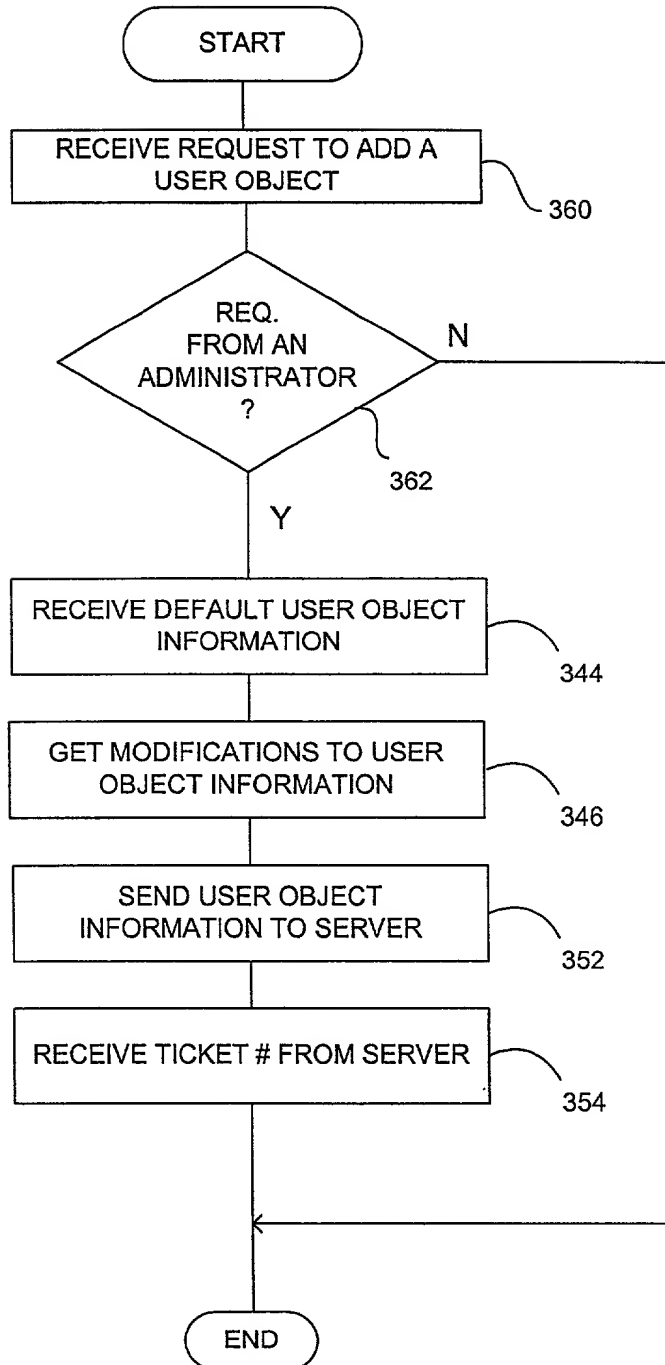 START
RECEIVE REQUEST TO ADD A
USER OBJECT
360
REQ.
FROM AN
ADMINISTRATOR
?
N
362
Y
RECEIVE DEFAULT USER OBJECT
INFORMATION
344
GET MODIFICATIONS TO USER
OBJECT INFORMATION
346
SEND USER OBJECT
INFORMATION TO SERVER
352
RECEIVE TICKET # FROM SERVER
354
END